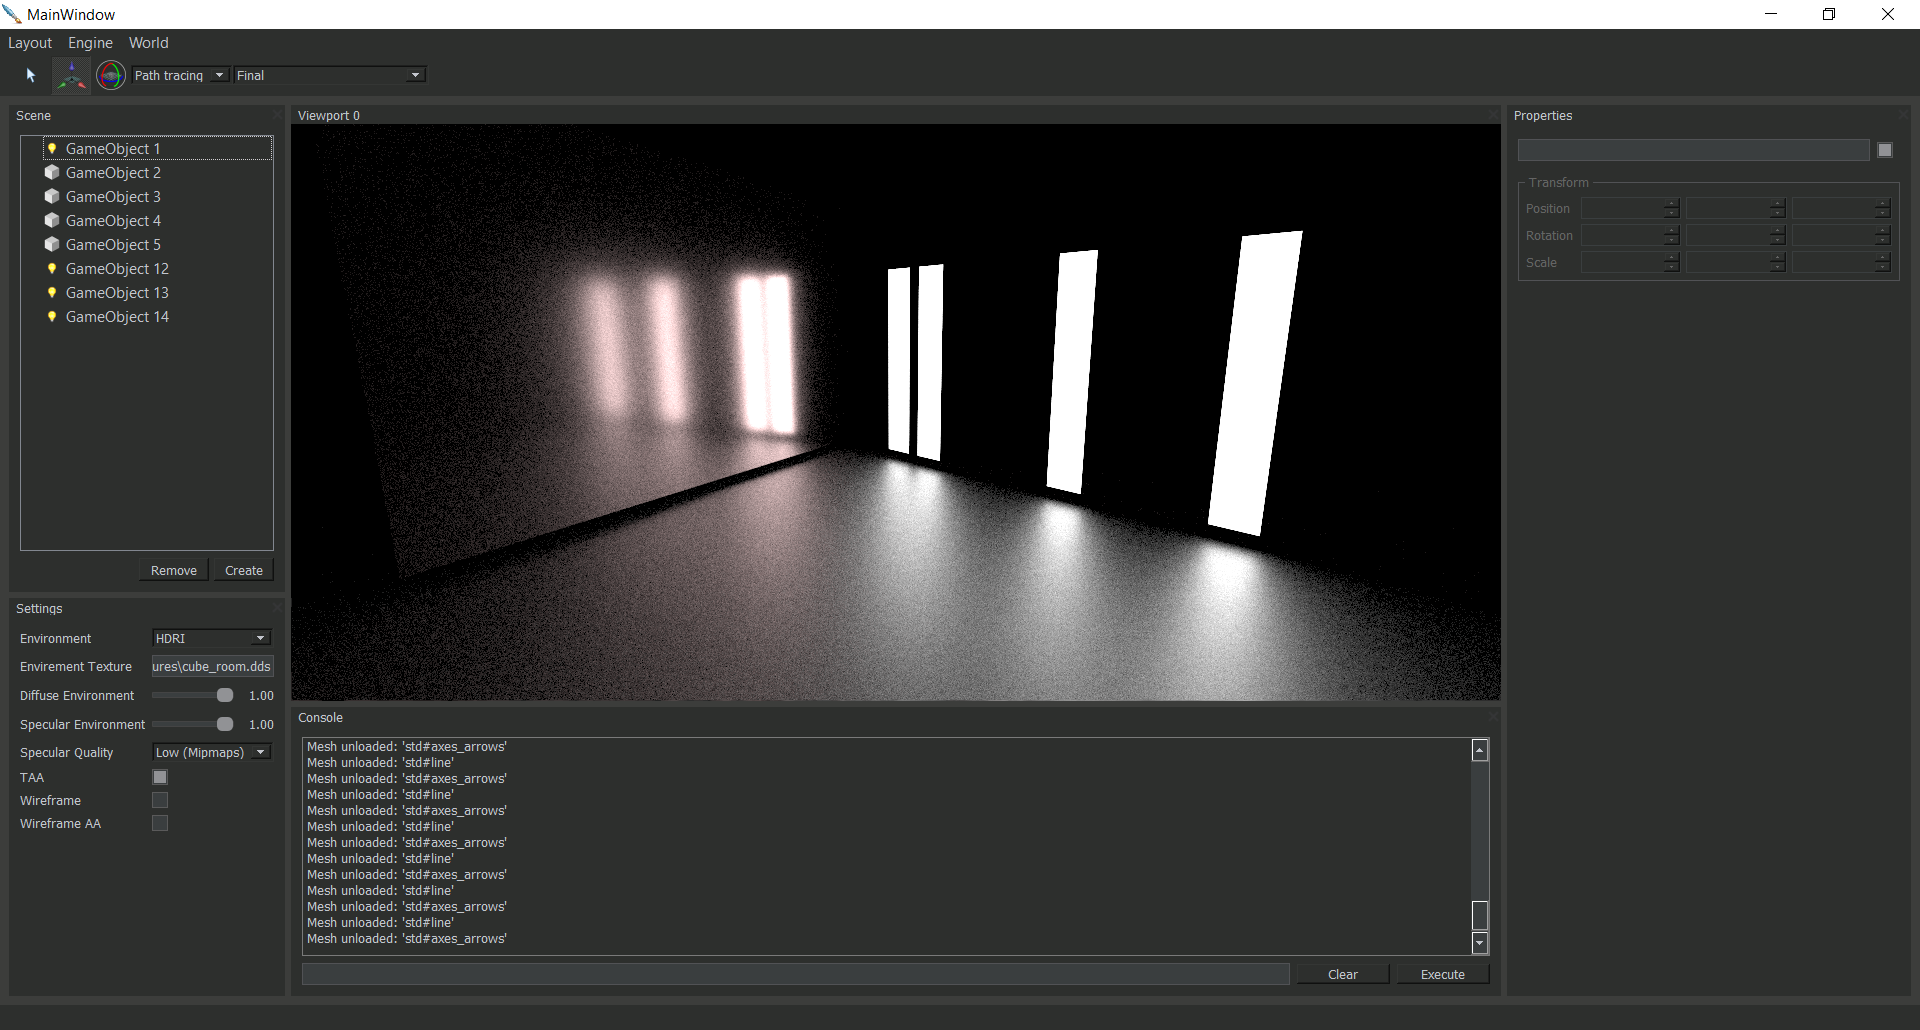 MainWindow
Layout Engine World
Path tracing Final
Scene
GameObject 1
GameObject 2
GameObject 3
GameObject 4
GameObject 5
GameObject 12
GameObject 13
GameObject 14
Remove Create
Settings
Environment HDRI
Envirement Texture ures\cube_room.dds
Diffuse Environment 1.00
Specular Environment 1.00
Specular Quality Low (Mipmaps)
TAA
Wireframe
Wireframe AA
Viewport 0
Console
Mesh unloaded: 'std#axes_arrows'
Mesh unloaded: 'std#line'
Mesh unloaded: 'std#axes_arrows'
Mesh unloaded: 'std#line'
Mesh unloaded: 'std#axes_arrows'
Mesh unloaded: 'std#line'
Mesh unloaded: 'std#axes_arrows'
Mesh unloaded: 'std#line'
Mesh unloaded: 'std#axes_arrows'
Mesh unloaded: 'std#line'
Mesh unloaded: 'std#axes_arrows'
Mesh unloaded: 'std#line'
Mesh unloaded: 'std#axes_arrows'
Clear Execute
Properties
Transform
Position
Rotation
Scale